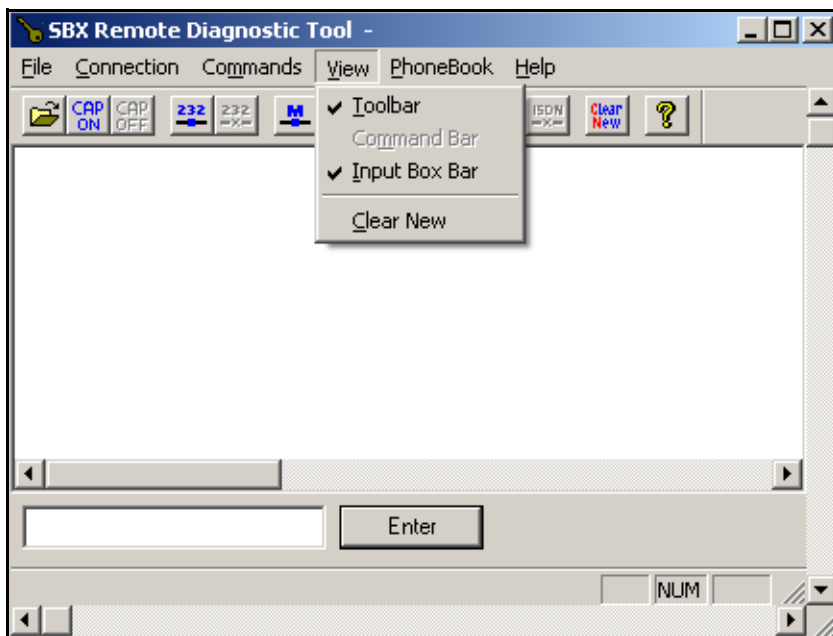 SBX Remote Diagnostic Tool -
File Connection Commands View PhoneBook Help
CAP ON CAP OFF 232 232 M ISDN Clear New ?
Toolbar
Command Bar
Input Box Bar
Clear New
Enter
NUM